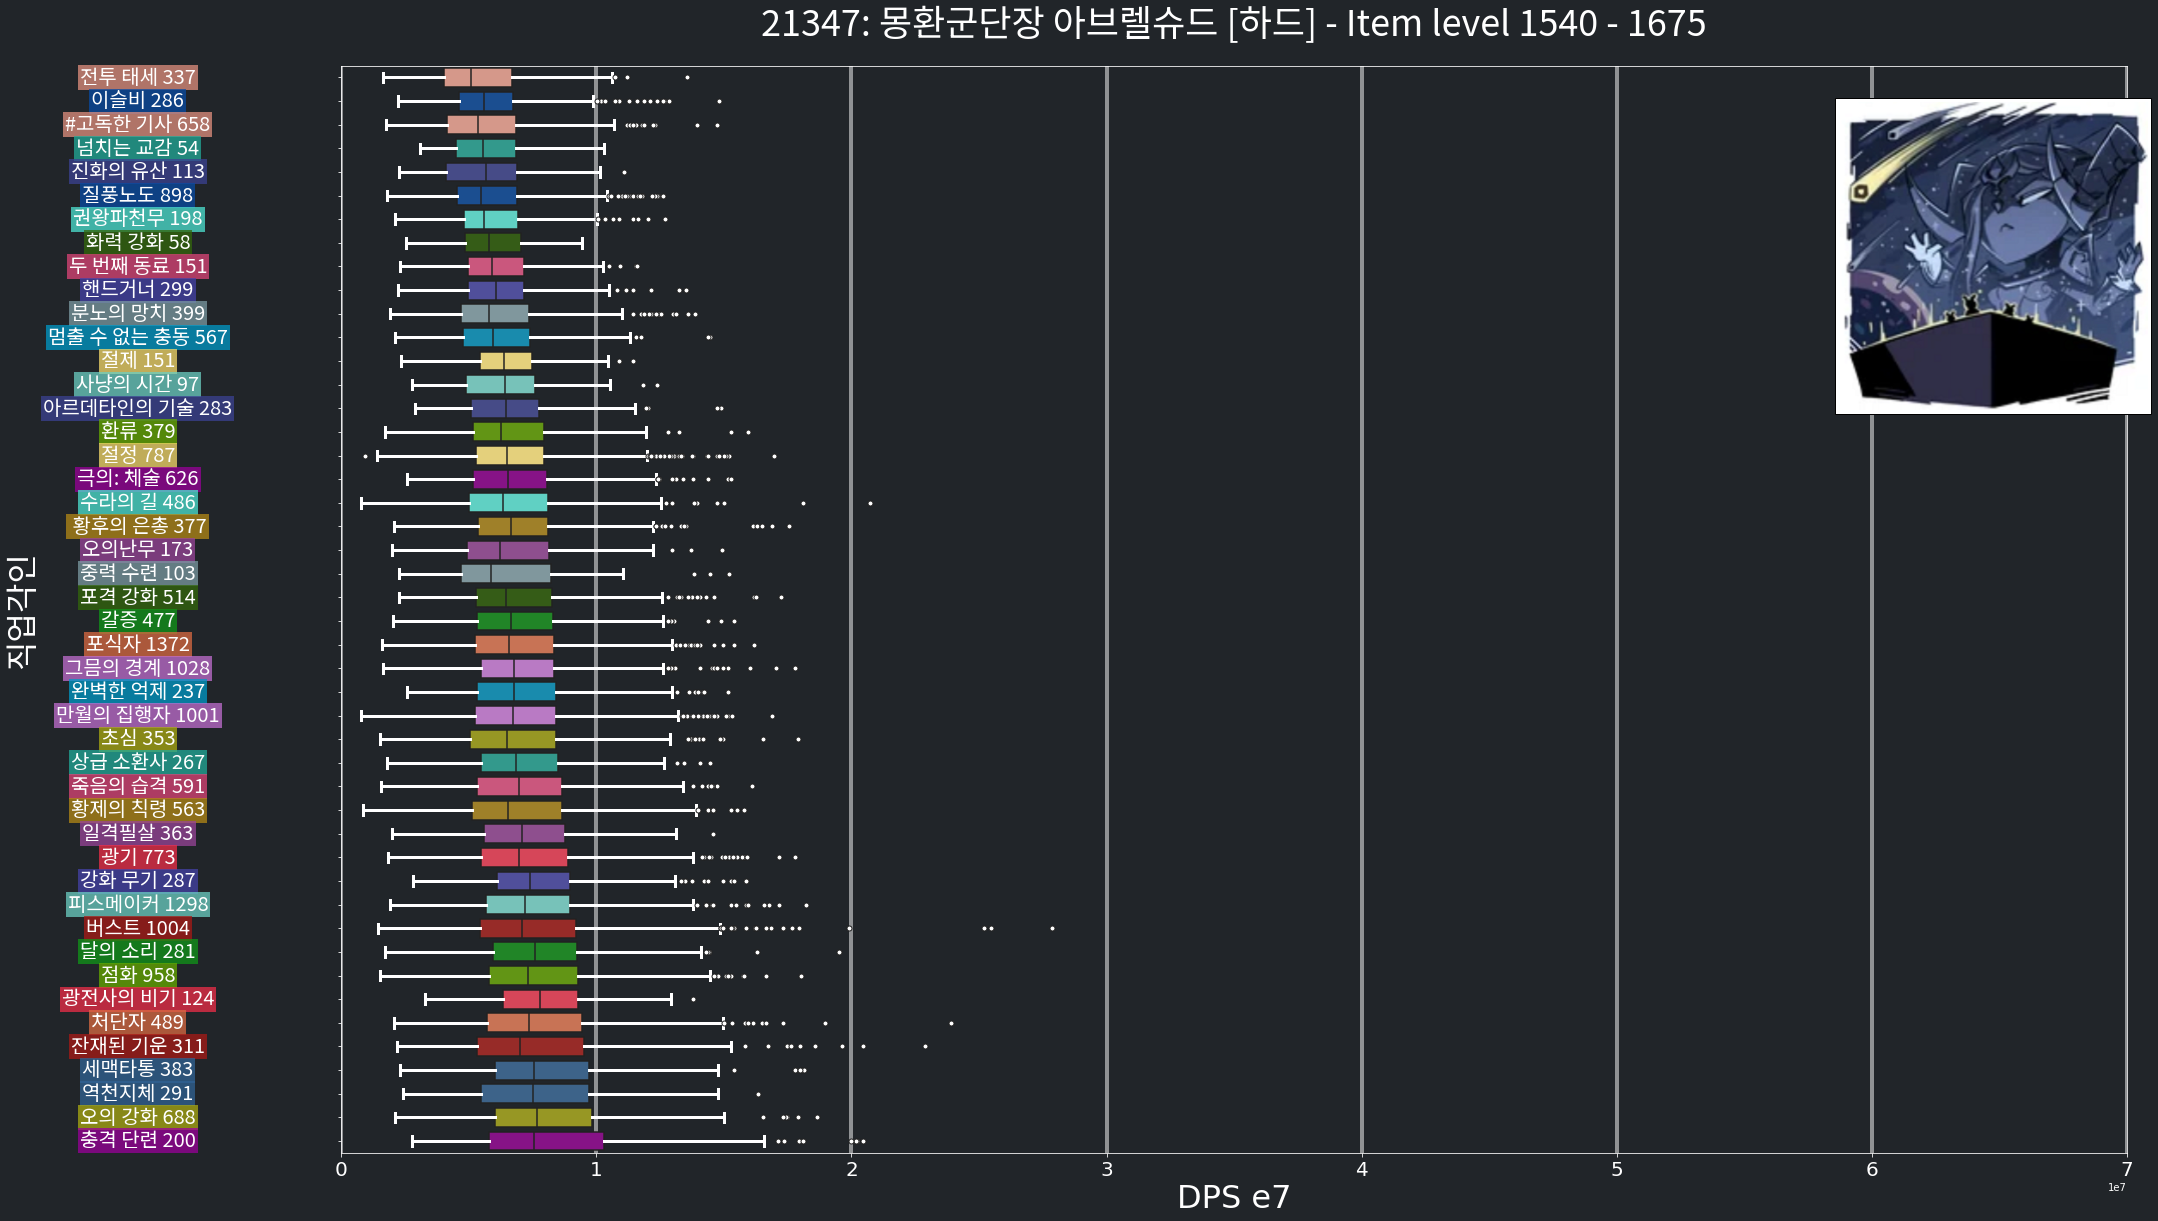 21347: 몽환군단장 아브렐슈드 [하드] - Item level 1540 - 1675
전투 태세 337
이슬비 286
#고독한 기사 658
넘치는 교감 54
진화의 유산 113
질풍노도 898
권왕파천무 198
화력 강화 58
두 번째 동료 151
핸드거너 299
분노의 망치 399
멈출 수 없는 충동 567
절제 151
사냥의 시간 97
아르데타인의 기술 283
환류 379
절정 787
극의: 체술 626
수라의 길 486
황후의 은총 377
오의난무 173
중력 수련 103
포격 강화 514
갈증 477
포식자 1372
그믐의 경계 1028
완벽한 억제 237
만월의 집행자 1001
초심 353
상급 소환사 267
죽음의 습격 591
황제의 칙령 563
일격필살 363
광기 773
강화 무기 287
피스메이커 1298
버스트 1004
달의 소리 281
점화 958
광전사의 비기 124
처단자 489
잔재된 기운 311
세맥타통 383
역천지체 291
오의 강화 688
충격 단련 200
직업각인
0 1 2 3 4 5 6 7
1e7
DPS e7